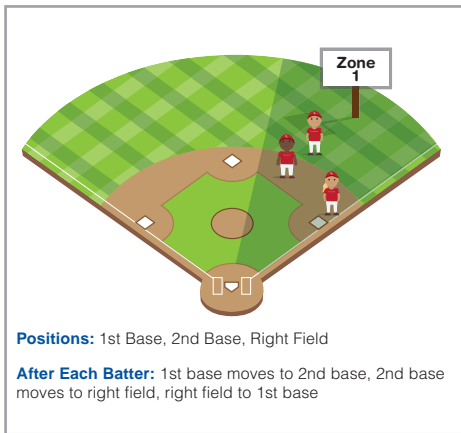 Zone
1
Positions: 1st Base, 2nd Base, Right Field
After Each Batter: 1st base moves to 2nd base, 2nd base
moves to right field, right field to 1st base